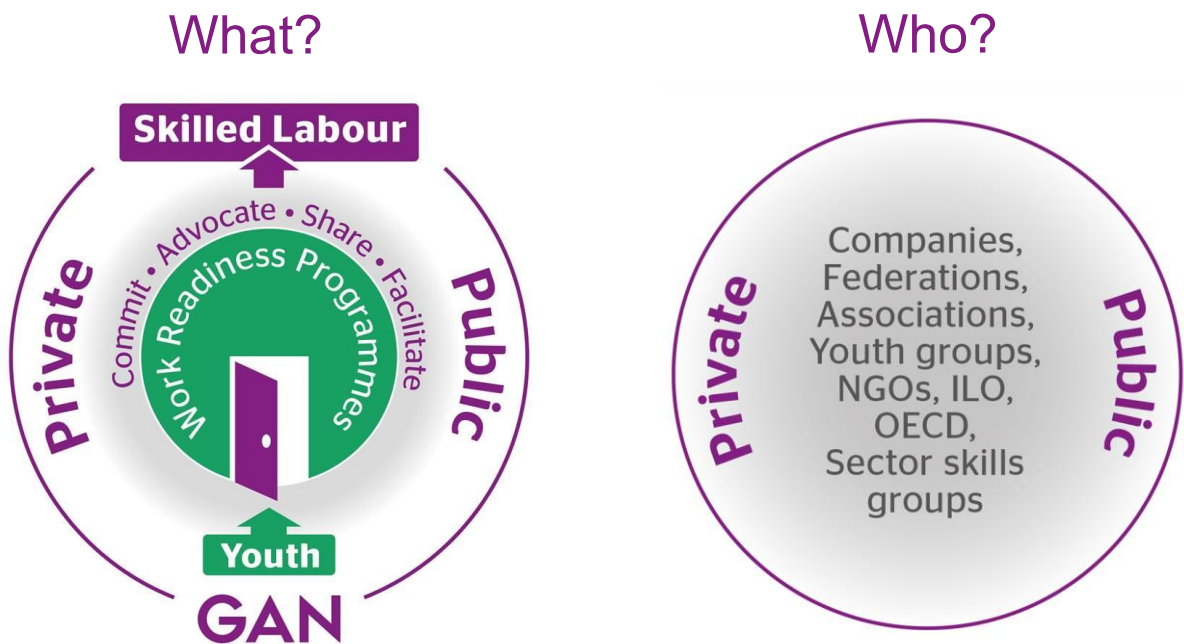 What?
Skilled Labour
Commit • Advocate • Share • Facilitate
Work Readiness Programmes
Private
Public
Youth
GAN
Who?
Private
Companies,
Federations,
Associations,
Youth groups,
NGOs, ILO,
OECD,
Sector skills
groups
Public